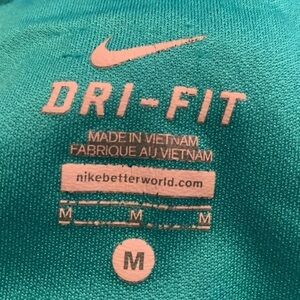 DRI-FIT
MADE IN VIETNAM
FABRIQUE AU VIETNAM
nikebetterworld.com
M M M
M